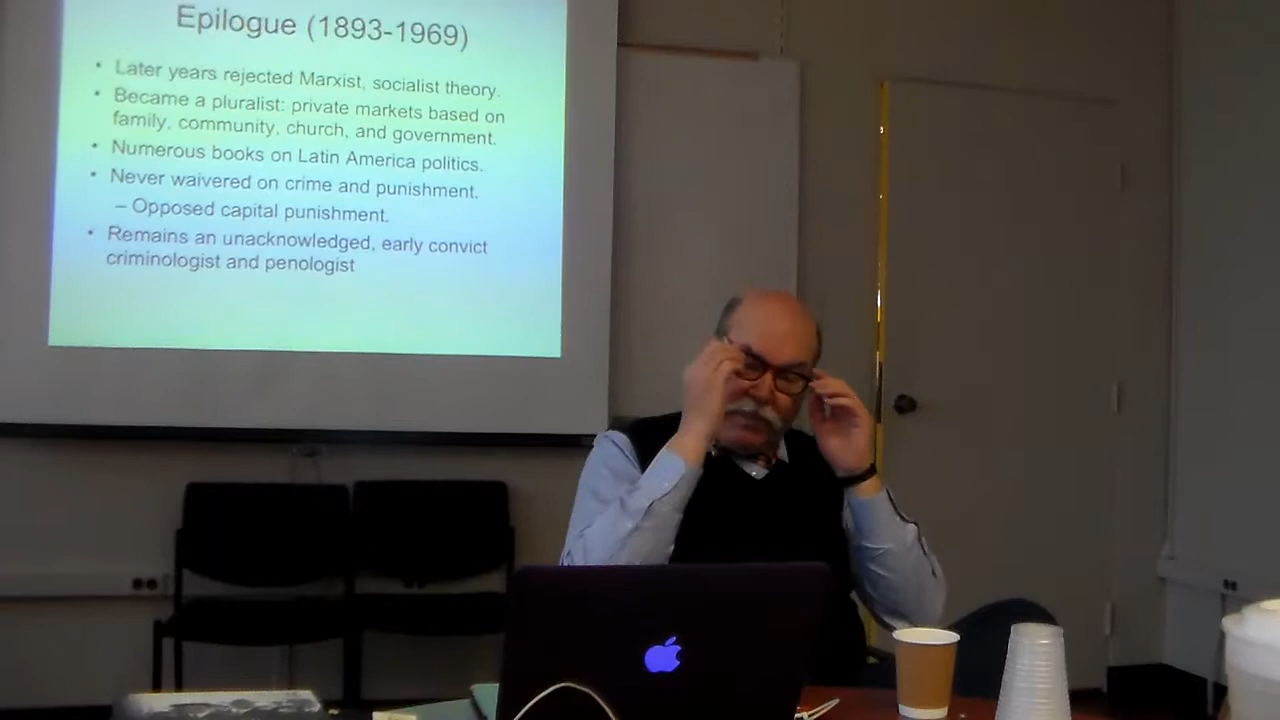 Epilogue (1893-1969)
• Later years rejected Marxist, socialist theory.
• Became a pluralist: private markets based on
family, community, church, and government.
• Numerous books on Latin America politics.
• Never waivered on crime and punishment.
– Opposed capital punishment.
• Remains an unacknowledged, early convict
criminologist and penologist